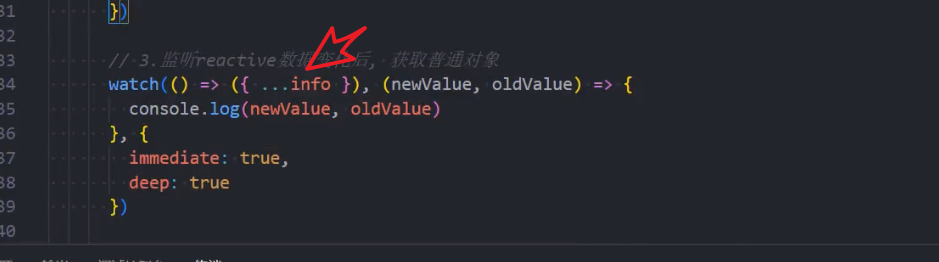 31 })
33 // 3.监听reactive数据变化后, 获取普通对象
34 watch(() => ({ ...info }), (newValue, oldValue) => {
35 console.log(newValue, oldValue)
36 }, {
37 immediate: true,
38 deep: true
39 })
40